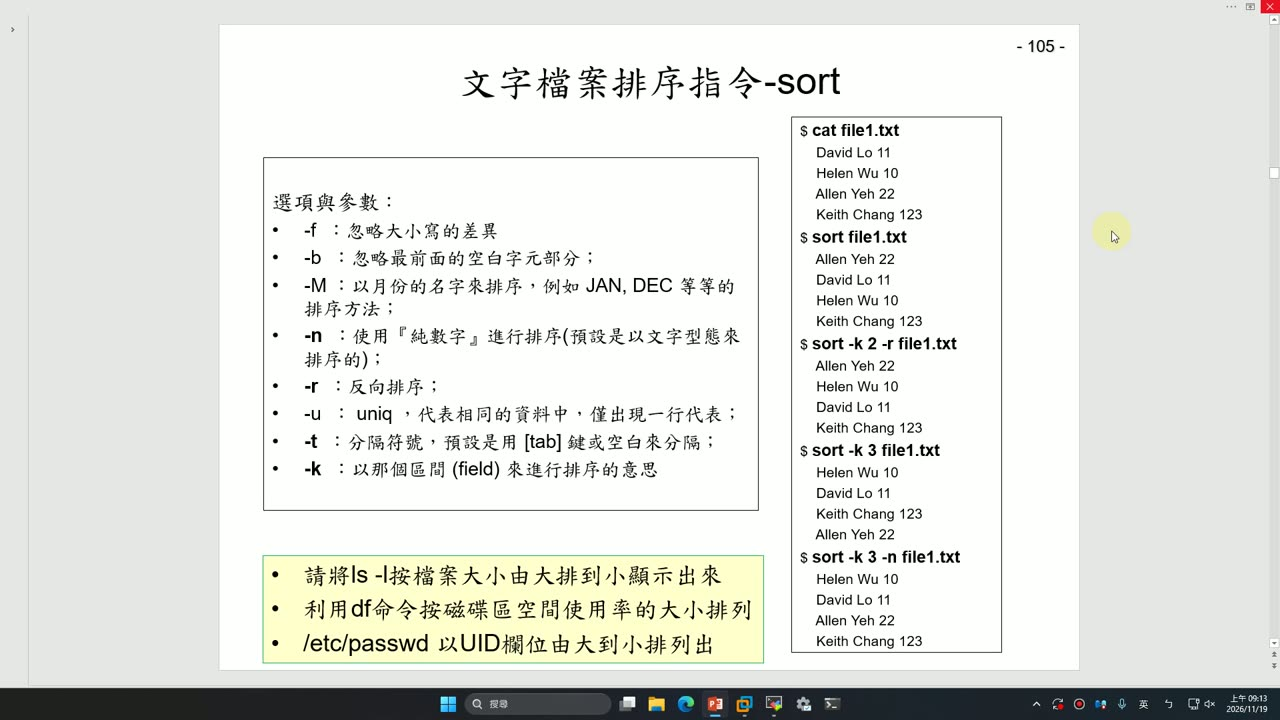 - 105 -
文字檔案排序指令-sort
選項與參數：
• -f ：忽略大小寫的差異
• -b ：忽略最前面的空白字元部分；
• -M ：以月份的名字來排序，例如 JAN, DEC 等等的
排序方法；
• -n ：使用『純數字』進行排序(預設是以文字型態來
排序的)；
• -r ：反向排序；
• -u ： uniq ，代表相同的資料中，僅出現一行代表；
• -t ：分隔符號，預設是用 [tab] 鍵或空白來分隔；
• -k ：以那個區間 (field) 來進行排序的意思
• 請將ls -l按檔案大小由大排到小顯示出來
• 利用df命令按磁碟區空間使用率的大小排列
• /etc/passwd 以UID欄位由大到小排列出
$ cat file1.txt
David Lo 11
Helen Wu 10
Allen Yeh 22
Keith Chang 123
$ sort file1.txt
Allen Yeh 22
David Lo 11
Helen Wu 10
Keith Chang 123
$ sort -k 2 -r file1.txt
Allen Yeh 22
Helen Wu 10
David Lo 11
Keith Chang 123
$ sort -k 3 file1.txt
Helen Wu 10
David Lo 11
Keith Chang 123
Allen Yeh 22
$ sort -k 3 -n file1.txt
Helen Wu 10
David Lo 11
Allen Yeh 22
Keith Chang 123
搜尋
英
ㄅ
上午 09:13
2026/11/19